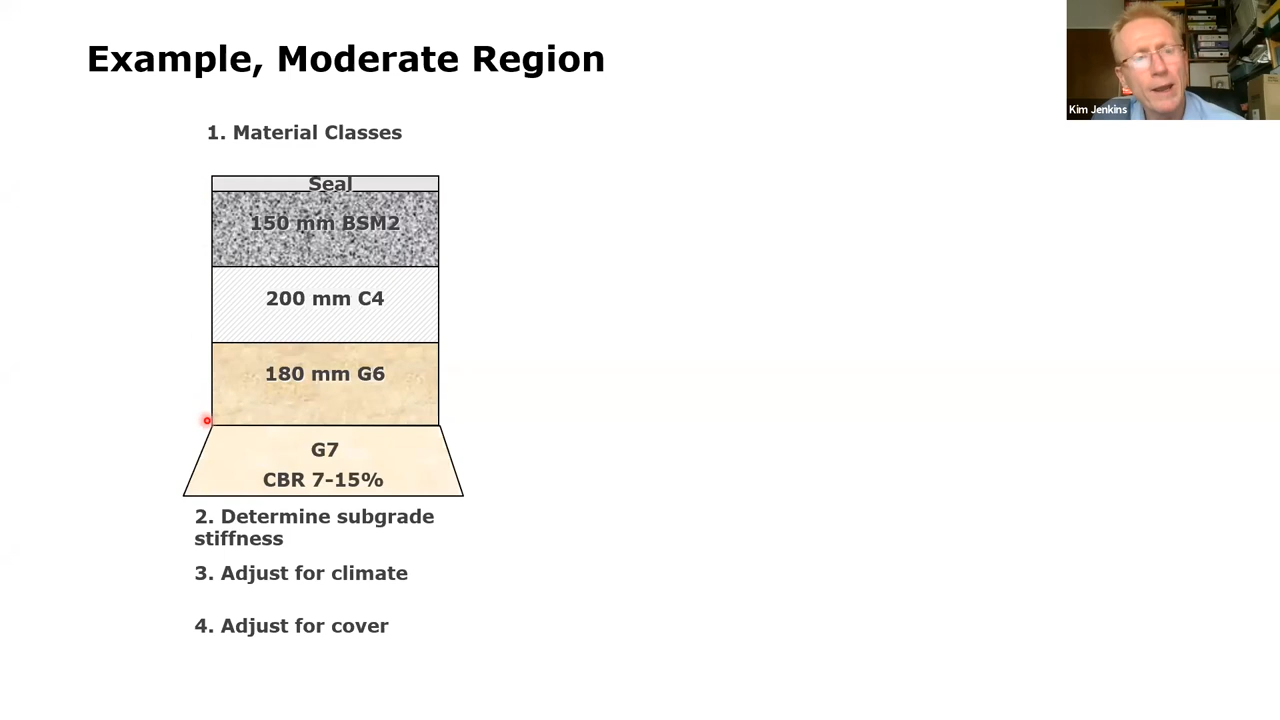 Example, Moderate Region
Kim Jenkins
1. Material Classes
Seal
150 mm BSM2
200 mm C4
180 mm G6
G7
CBR 7-15%
2. Determine subgrade
stiffness
3. Adjust for climate
4. Adjust for cover